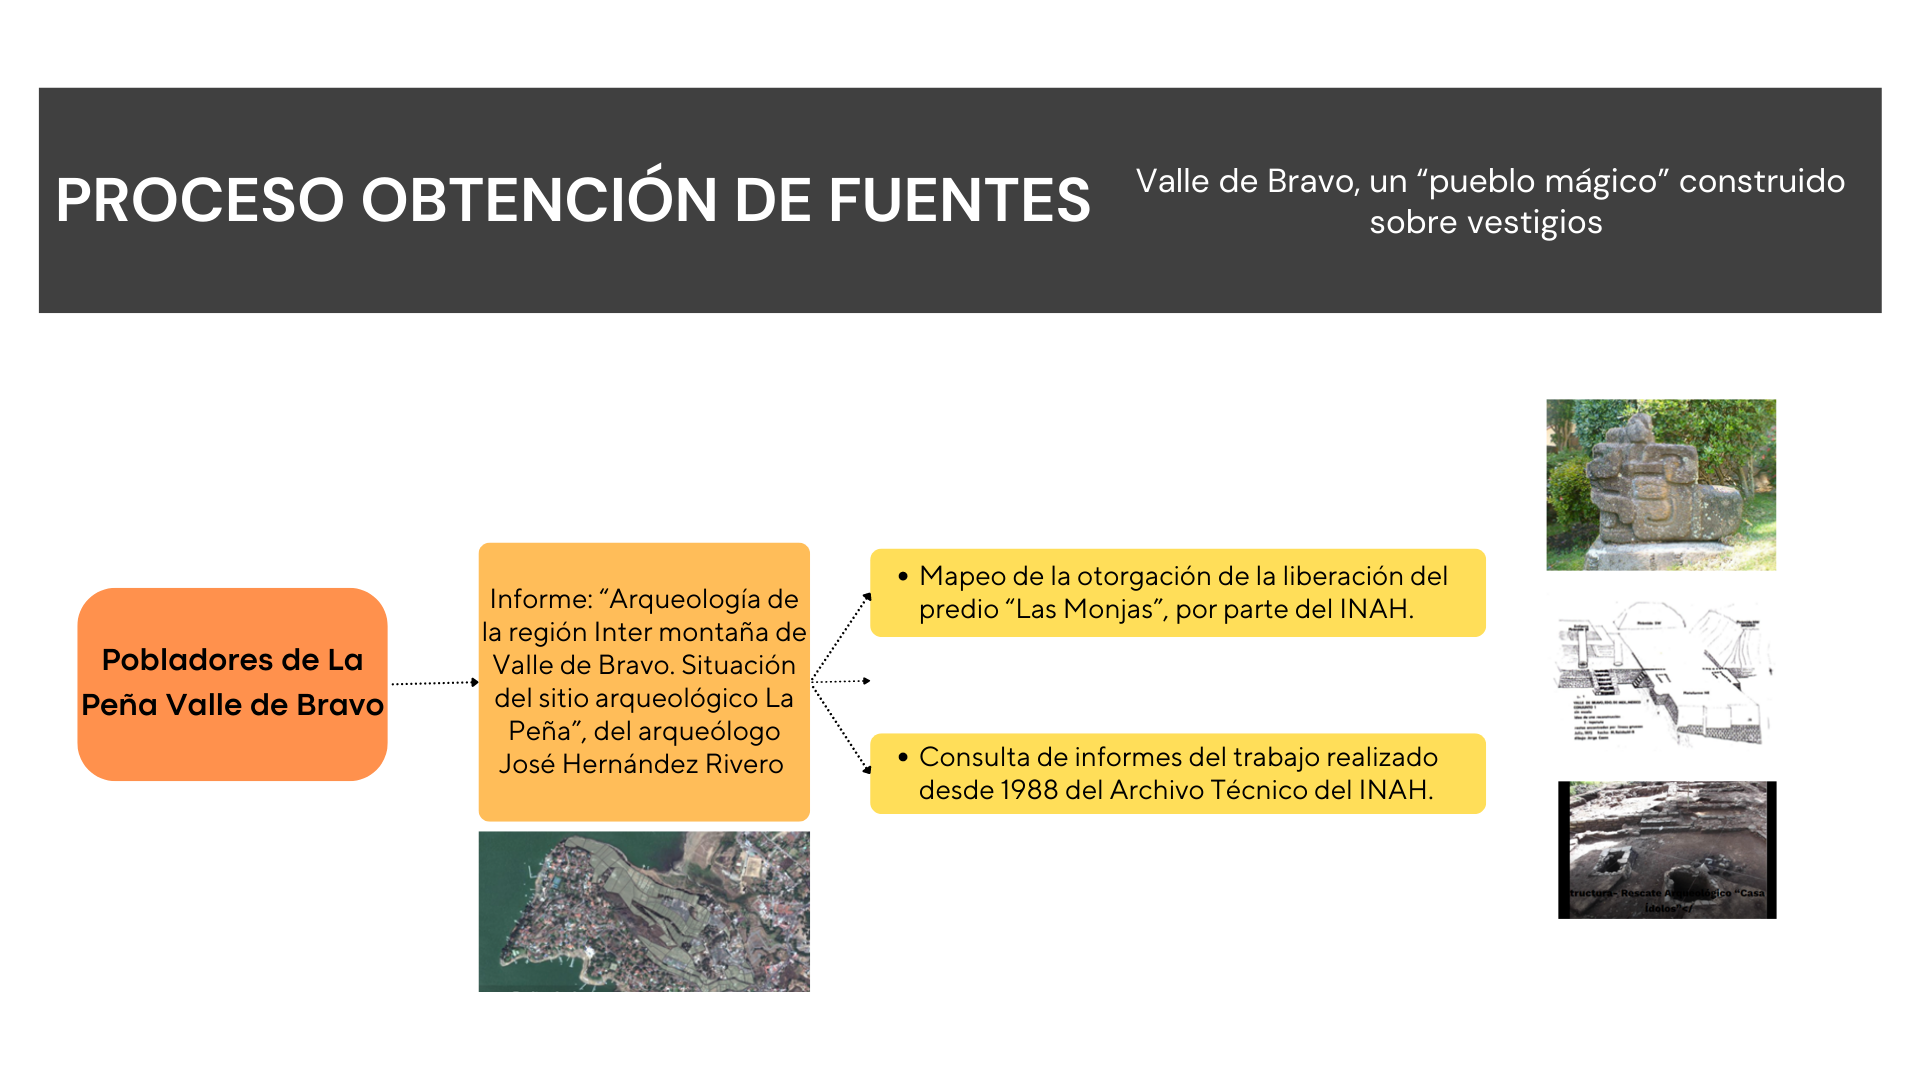 PROCESO OBTENCIÓN DE FUENTES
Valle de Bravo, un “pueblo mágico” construido
sobre vestigios
Pobladores de La
Peña Valle de Bravo
Informe: “Arqueología de
la región Inter montaña de
Valle de Bravo. Situación
del sitio arqueológico La
Peña”, del arqueólogo
José Hernández Rivero
• Mapeo de la otorgación de la liberación del
predio “Las Monjas”, por parte del INAH.
• Consulta de informes del trabajo realizado
desde 1988 del Archivo Técnico del INAH.
tructura- Rescate Arqueológico “Casa
Ídolos”</